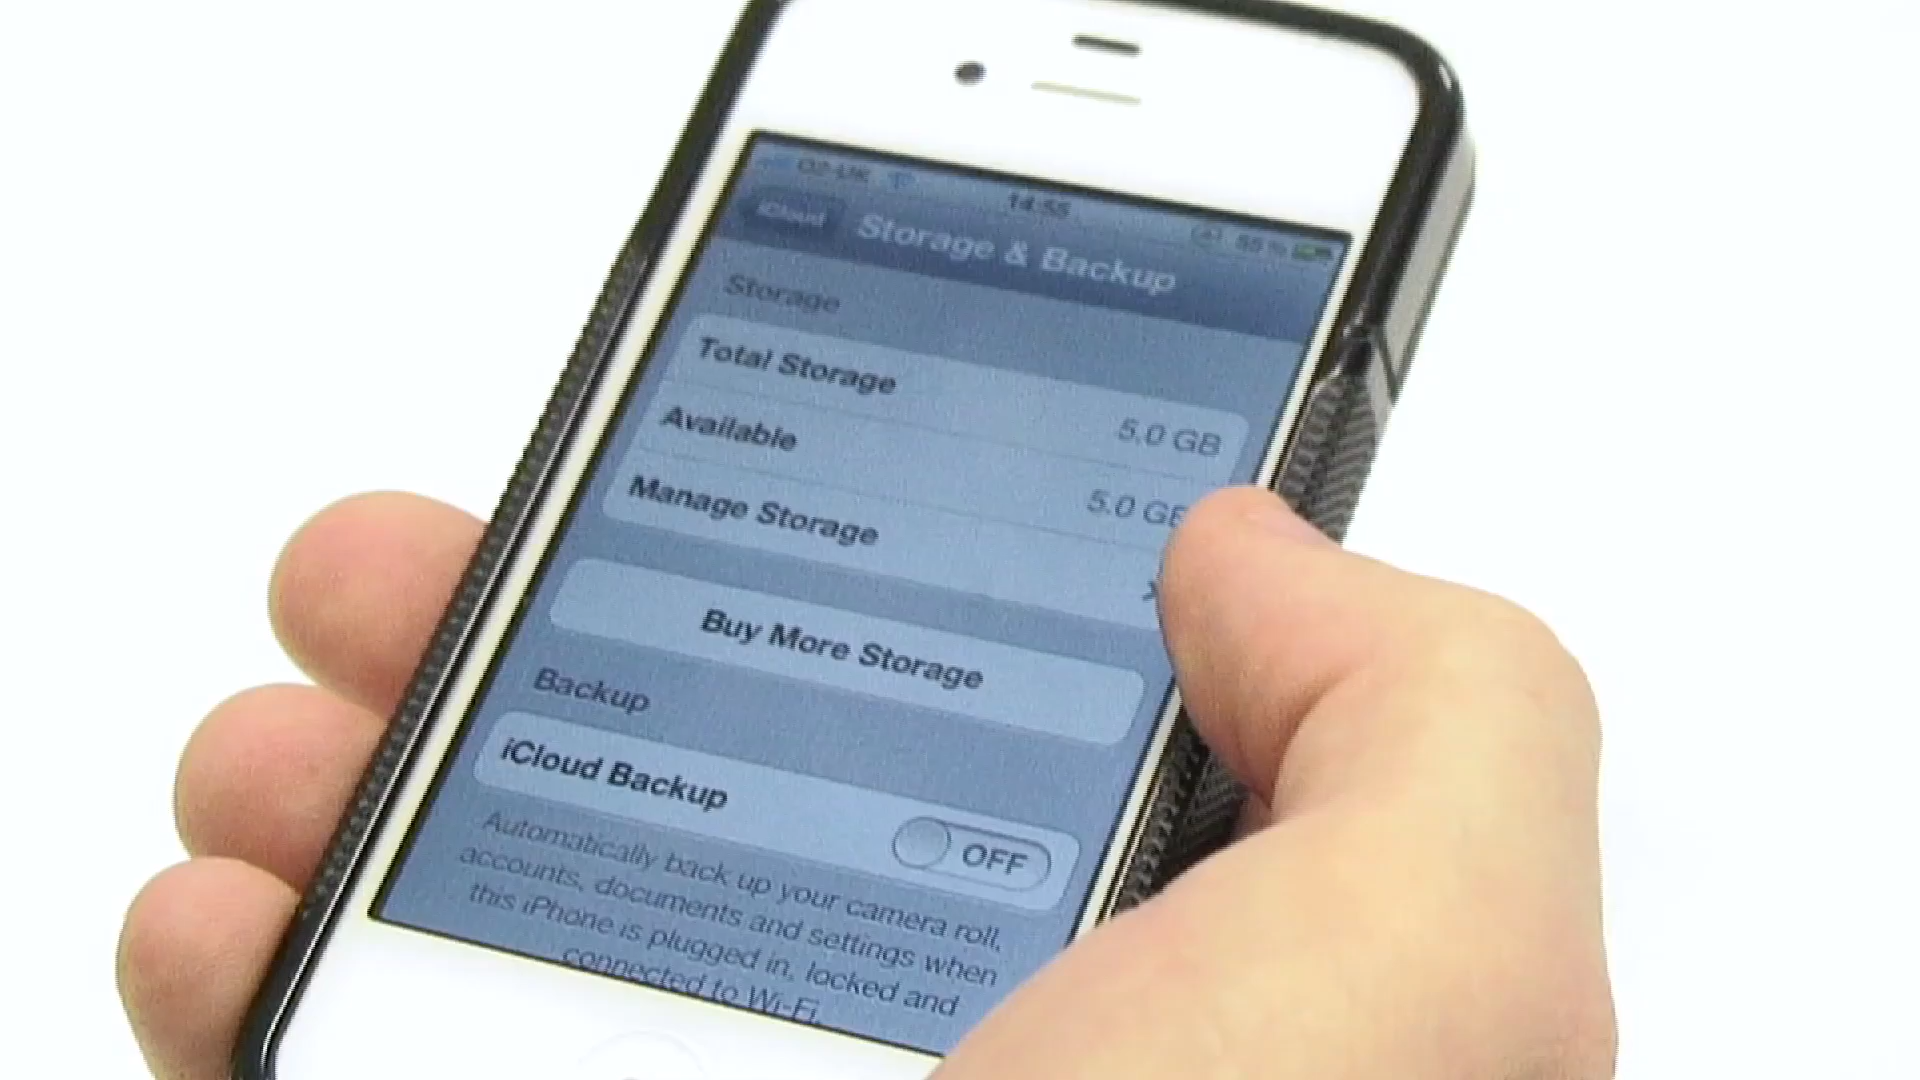 O2-UK
14:55
55%
iCloud
Storage & Backup
Storage
Total Storage
5.0 GB
Available
5.0 GB
Manage Storage
Buy More Storage
Backup
iCloud Backup
OFF
Automatically back up your camera roll,
accounts, documents and settings when
this iPhone is plugged in, locked and
connected to Wi-Fi.